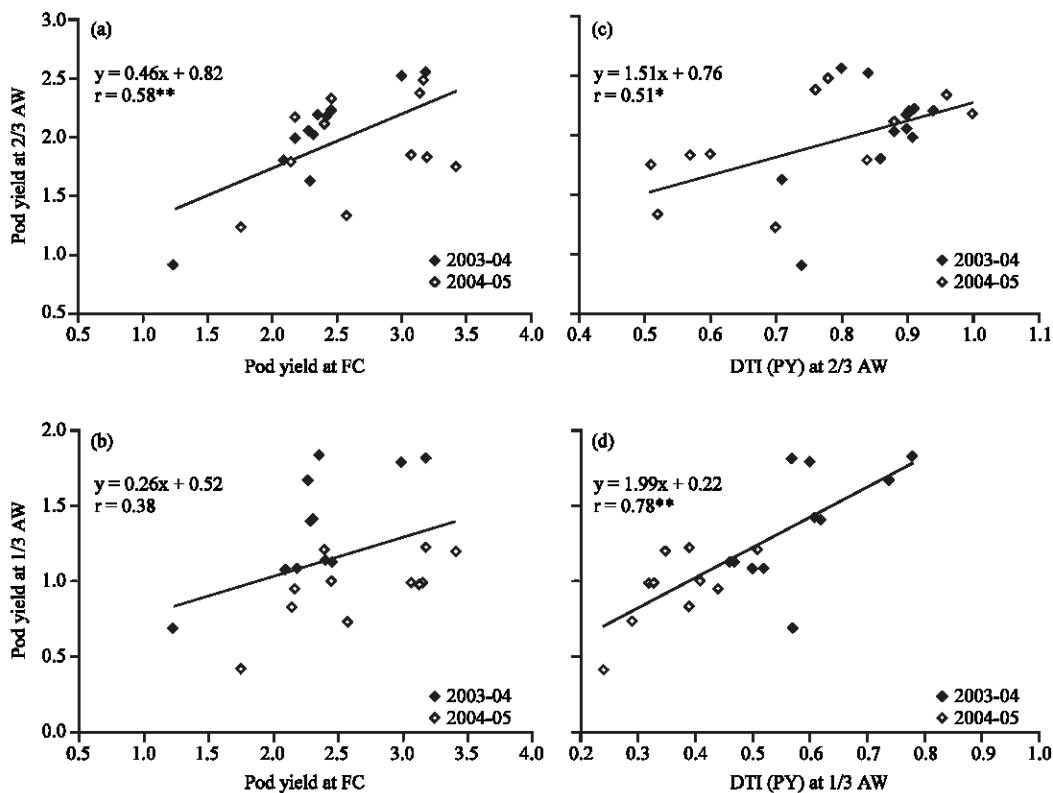 (a)
y = 0.46x + 0.82
r = 0.58**
Pod yield at 2/3 AW
3.0
2.5
2.0
1.5
1.0
0.5
2003-04
2004-05
1.0 1.5 2.0 2.5 3.0 3.5 4.0
Pod yield at FC
(c)
y = 1.51x + 0.76
r = 0.51*
2003-04
2004-05
0.4 0.5 0.6 0.7 0.8 0.9 1.0 1.1
DTI (PY) at 2/3 AW
(b)
y = 0.26x + 0.52
r = 0.38
Pod yield at 1/3 AW
2.0
1.5
1.0
0.5
0.0
2003-04
2004-05
1.0 1.5 2.0 2.5 3.0 3.5 4.0
Pod yield at FC
(d)
y = 1.99x + 0.22
r = 0.78**
2003-04
2004-05
0.2 0.3 0.4 0.5 0.6 0.7 0.8 0.9 1.0
DTI (PY) at 1/3 AW